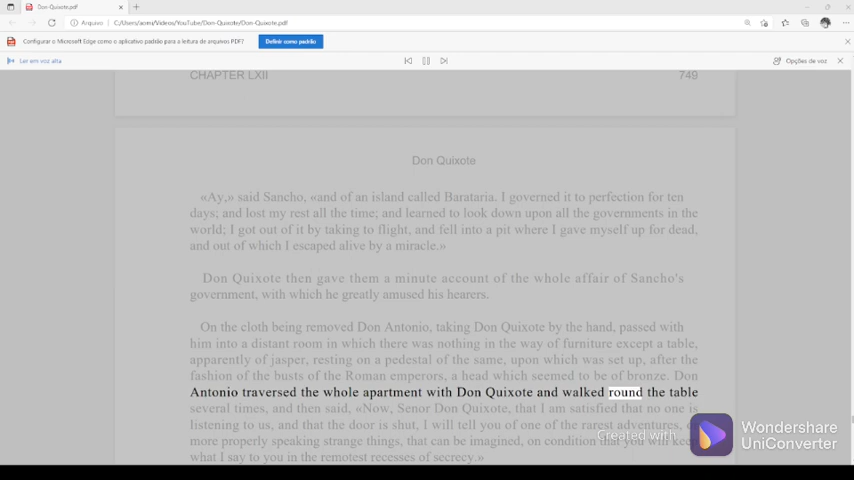 Don-Quixote.pdf
Arquivo
C:/Users/aoms/Videos/YouTube/Don-Quixote/Don-Quixote.pdf
Configurar o Microsoft Edge como o aplicativo padrão para a leitura de arquivos PDF?
Definir como padrão
Ler em voz alta
Opções de voz
CHAPTER LXII
749
Don Quixote
«Ay,» said Sancho, «and of an island called Barataria. I governed it to perfection for ten
days; and lost my rest all the time; and learned to look down upon all the governments in the
world; I got out of it by taking to flight, and fell into a pit where I gave myself up for dead,
and out of which I escaped alive by a miracle.»
Don Quixote then gave them a minute account of the whole affair of Sancho's
government, with which he greatly amused his hearers.
On the cloth being removed Don Antonio, taking Don Quixote by the hand, passed with
him into a distant room in which there was nothing in the way of furniture except a table,
apparently of jasper, resting on a pedestal of the same, upon which was set up, after the
fashion of the busts of the Roman emperors, a head which seemed to be of bronze. Don
Antonio traversed the whole apartment with Don Quixote and walked round the table
several times, and then said, «Now, Senor Don Quixote, that I am satisfied that no one is
listening to us, and that the door is shut, I will tell you of one of the rarest adventures, or
more properly speaking strange things, that can be imagined, on condition that you will keep
what I say to you in the remotest recesses of secrecy.»
Created with
Wondershare
UniConverter